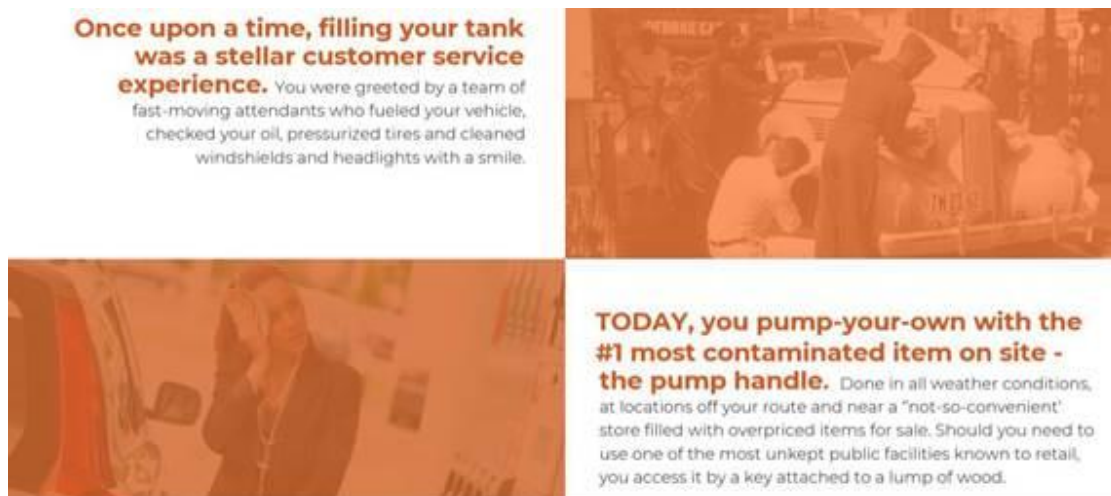 Once upon a time, filling your tank
was a stellar customer service
experience. You were greeted by a team of
fast-moving attendants who fueled your vehicle,
checked your oil, pressurized tires and cleaned
windshields and headlights with a smile.
TODAY, you pump-your-own with the
#1 most contaminated item on site -
the pump handle. Done in all weather conditions,
at locations off your route and near a "not-so-convenient'
store filled with overpriced items for sale. Should you need to
use one of the most unkept public facilities known to retail,
you access it by a key attached to a lump of wood.